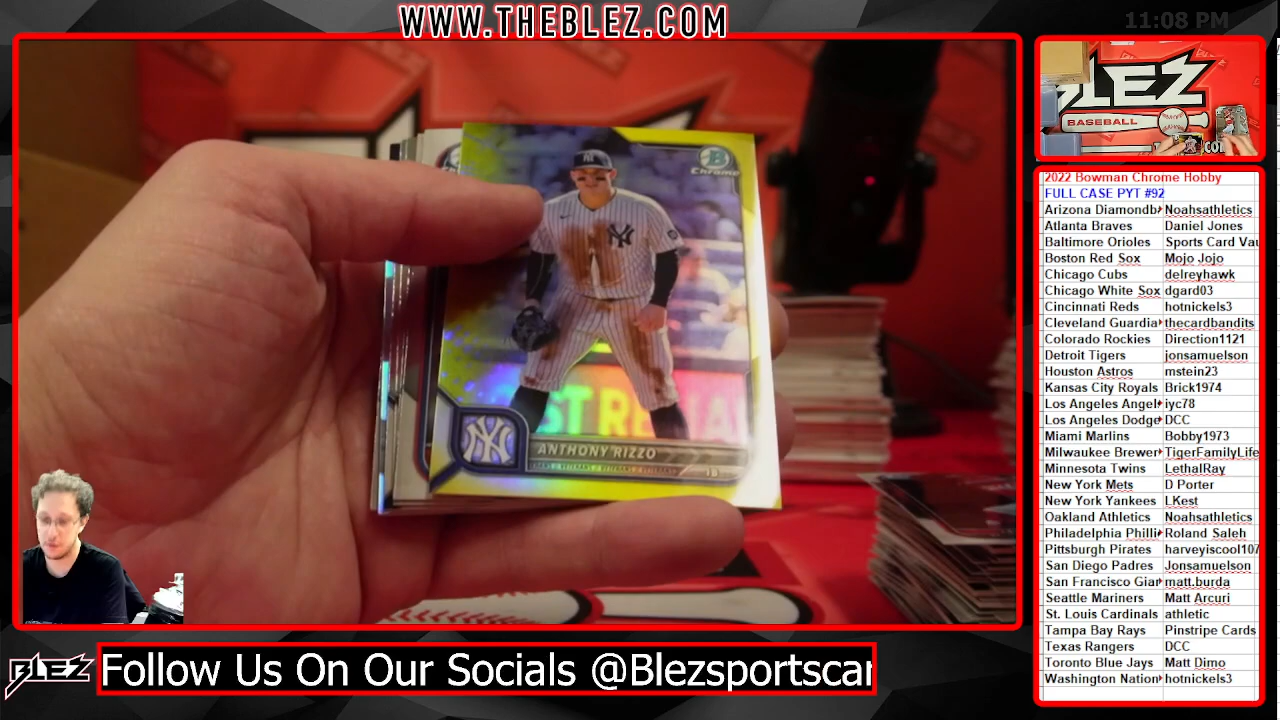 WWW.THEBLEZ.COM
11:08 PM
BLEZ
BASEBALL
.COM
B
Chrome
NY
NY
ANTHONY RIZZO
1B
2022 Bowman Chrome Hobby
FULL CASE PYT #92
Arizona Diamondb Noahsathletics
Atlanta Braves Daniel Jones
Baltimore Orioles Sports Card Vau
Boston Red Sox Mojo Jojo
Chicago Cubs delreyhawk
Chicago White Sox dgard03
Cincinnati Reds hotnickels3
Cleveland Guardia thecardbandits
Colorado Rockies Direction1121
Detroit Tigers jonsamuelson
Houston Astros mstein23
Kansas City Royals Brick1974
Los Angeles Angel iyc78
Los Angeles Dodge DCC
Miami Marlins Bobby1973
Milwaukee Brewer TigerFamilyLife
Minnesota Twins LethalRay
New York Mets D Porter
New York Yankees LKest
Oakland Athletics Noahsathletics
Philadelphia Philli Roland Saleh
Pittsburgh Pirates harveyiscool107
San Diego Padres Jonsamuelson
San Francisco Gian matt.burda
Seattle Mariners Matt Arcuri
St. Louis Cardinals athletic
Tampa Bay Rays Pinstripe Cards
Texas Rangers DCC
Toronto Blue Jays Matt Dimo
Washington Nation hotnickels3
BLEZ
Follow Us On Our Socials @Blezsportscar